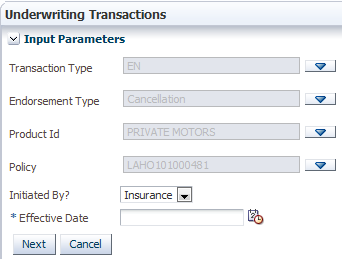 Underwriting Transactions
Input Parameters
Transaction Type EN
Endorsement Type Cancellation
Product Id PRIVATE MOTORS
Policy LAHO101000481
Initiated By? Insurance
* Effective Date
Next Cancel